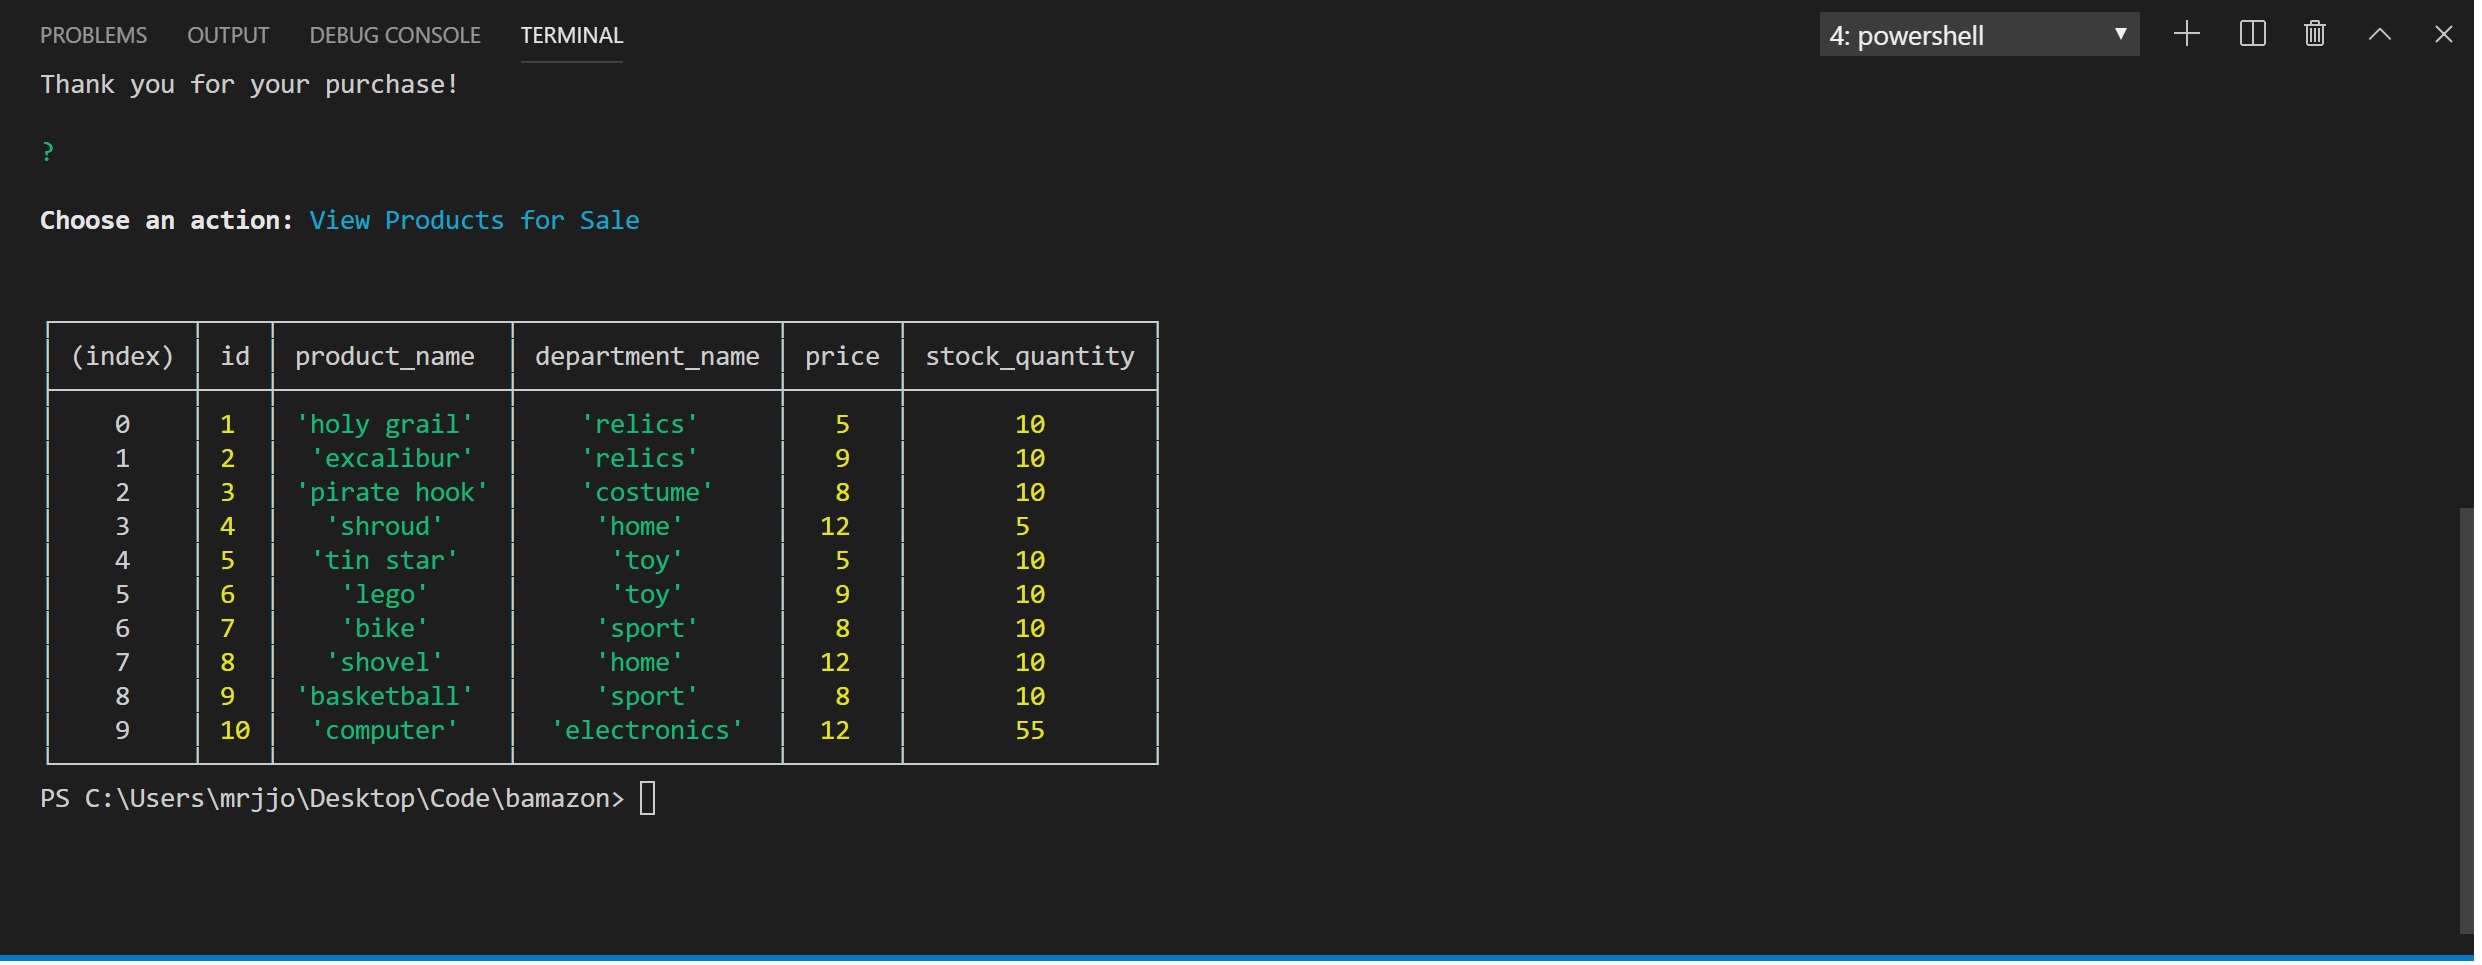 PROBLEMS OUTPUT DEBUG CONSOLE TERMINAL 4: powershell
Thank you for your purchase!
?
Choose an action: View Products for Sale
(index) id product_name department_name price stock_quantity
0 1 'holy grail' 'relics' 5 10
1 2 'excalibur' 'relics' 9 10
2 3 'pirate hook' 'costume' 8 10
3 4 'shroud' 'home' 12 5
4 5 'tin star' 'toy' 5 10
5 6 'lego' 'toy' 9 10
6 7 'bike' 'sport' 8 10
7 8 'shovel' 'home' 12 10
8 9 'basketball' 'sport' 8 10
9 10 'computer' 'electronics' 12 55
PS C:\Users\mrjjo\Desktop\Code\bamazon>